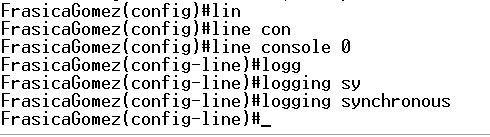 FrasicaGomez(config)#lin
FrasicaGomez(config)#line con
FrasicaGomez(config)#line console 0
FrasicaGomez(config-line)#logg
FrasicaGomez(config-line)#logging sy
FrasicaGomez(config-line)#logging synchronous
FrasicaGomez(config-line)#_